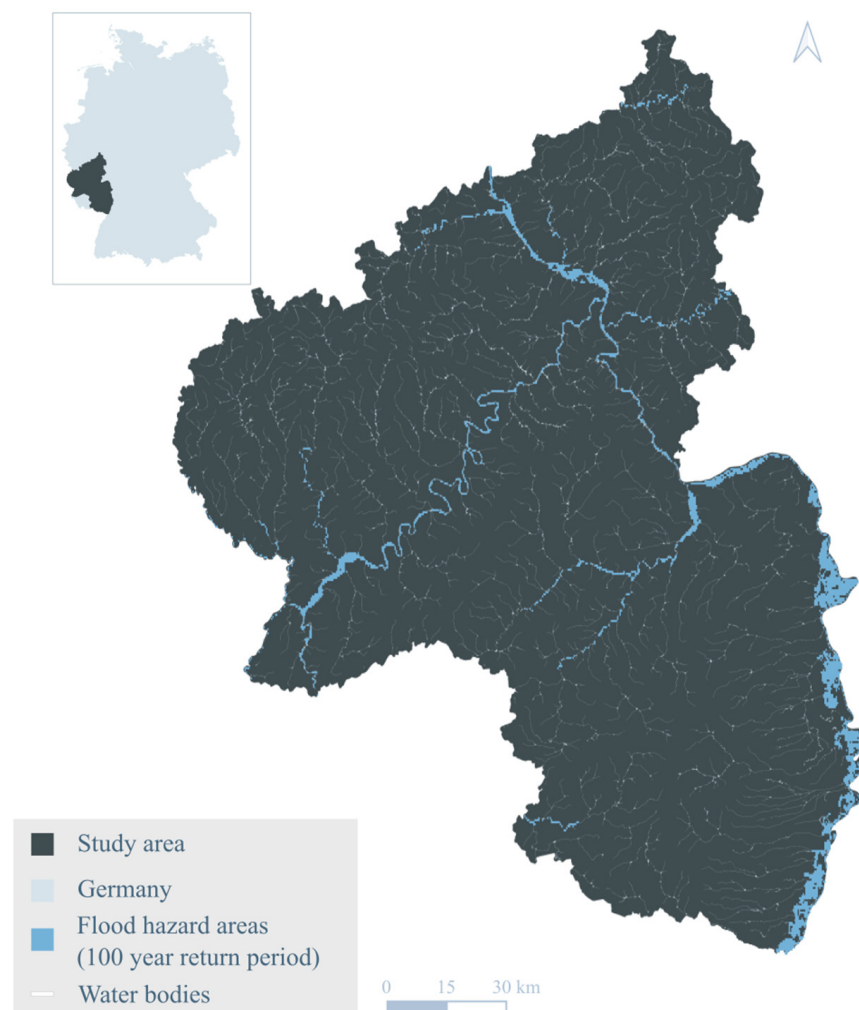 Study area
Germany
Flood hazard areas
(100 year return period)
Water bodies
0 15 30 km